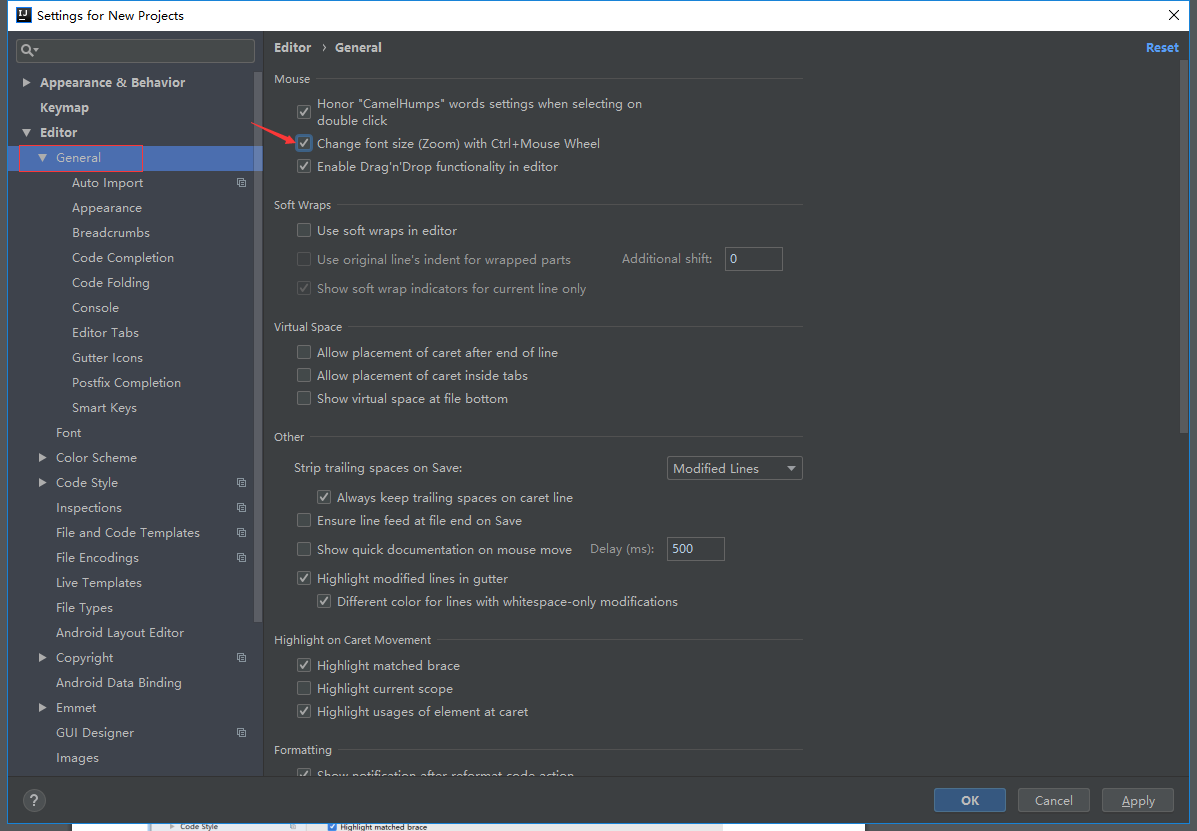 Settings for New Projects
Appearance & Behavior
Keymap
Editor
General
Auto Import
Appearance
Breadcrumbs
Code Completion
Code Folding
Console
Editor Tabs
Gutter Icons
Postfix Completion
Smart Keys
Font
Color Scheme
Code Style
Inspections
File and Code Templates
File Encodings
Live Templates
File Types
Android Layout Editor
Copyright
Android Data Binding
Emmet
GUI Designer
Images
Editor › General
Reset
Mouse
Honor "CamelHumps" words settings when selecting on
double click
Change font size (Zoom) with Ctrl+Mouse Wheel
Enable Drag'n'Drop functionality in editor
Soft Wraps
Use soft wraps in editor
Use original line's indent for wrapped parts Additional shift: 0
Show soft wrap indicators for current line only
Virtual Space
Allow placement of caret after end of line
Allow placement of caret inside tabs
Show virtual space at file bottom
Other
Strip trailing spaces on Save: Modified Lines
Always keep trailing spaces on caret line
Ensure line feed at file end on Save
Show quick documentation on mouse move Delay (ms): 500
Highlight modified lines in gutter
Different color for lines with whitespace-only modifications
Highlight on Caret Movement
Highlight matched brace
Highlight current scope
Highlight usages of element at caret
Formatting
Show notification after reformat code action
? OK Cancel Apply
Code Style Highlight matched brace